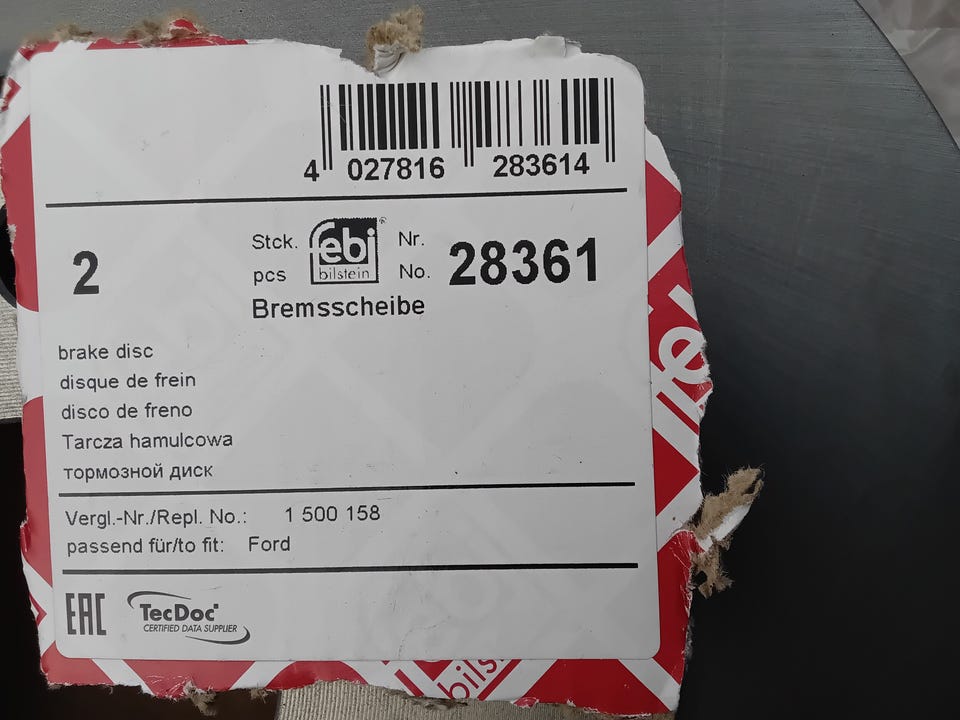 4 027816 283614
2 Stck. pcs febi bilstein® Nr. No. 28361
Bremsscheibe
brake disc
disque de frein
disco de freno
Tarcza hamulcowa
тормозной диск
Vergl.-Nr./Repl. No.: 1 500 158
passend für/to fit: Ford
EAC TecDoc
CERTIFIED DATA SUPPLIER
fe
bils